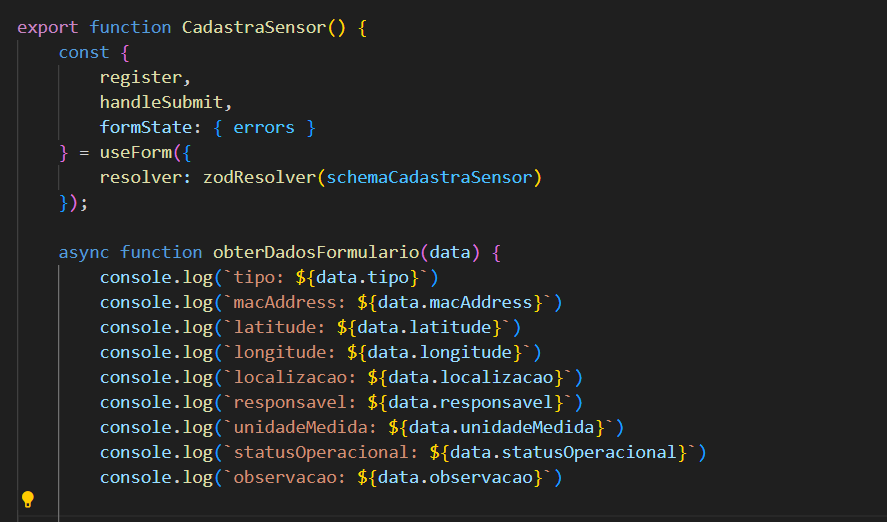 export function CadastraSensor() {
    const {
        register,
        handleSubmit,
        formState: { errors }
    } = useForm({
        resolver: zodResolver(schemaCadastraSensor)
    });
    async function obterDadosFormulario(data) {
        console.log(`tipo: ${data.tipo}`)
        console.log(`macAddress: ${data.macAddress}`)
        console.log(`latitude: ${data.latitude}`)
        console.log(`longitude: ${data.longitude}`)
        console.log(`localizacao: ${data.localizacao}`)
        console.log(`responsavel: ${data.responsavel}`)
        console.log(`unidadeMedida: ${data.unidadeMedida}`)
        console.log(`statusOperacional: ${data.statusOperacional}`)
        console.log(`observacao: ${data.observacao}`)